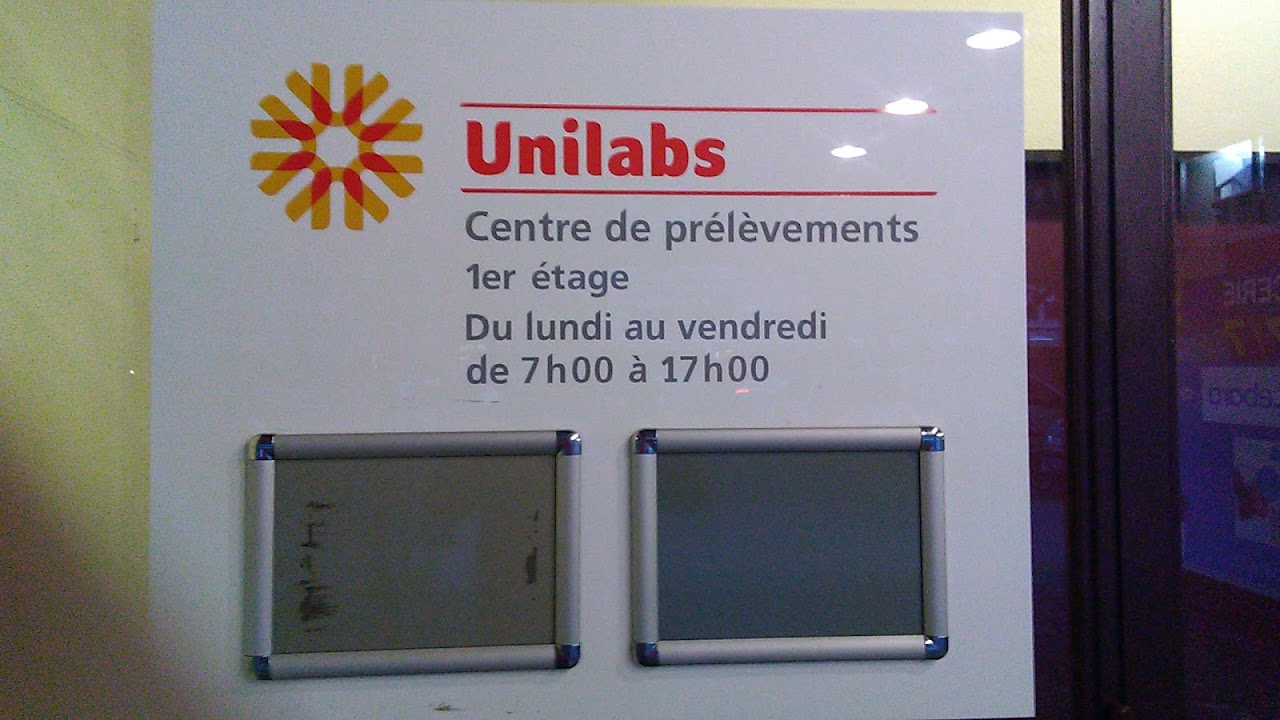 Unilabs
Centre de prélèvements
1er étage
Du lundi au vendredi
de 7h00 à 17h00